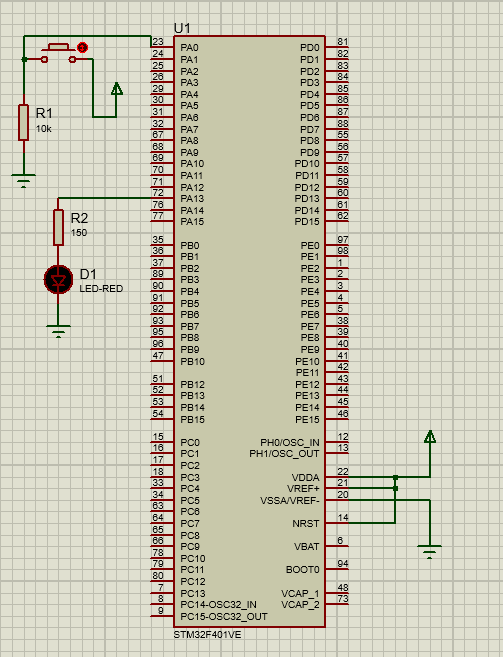 U1
23 PA0 PD0 81
24 PA1 PD1 82
25 PA2 PD2 83
26 PA3 PD3 84
29 PA4 PD4 85
30 PA5 PD5 86
31 PA6 PD6 87
32 PA7 PD7 88
67 PA8 PD8 55
68 PA9 PD9 56
69 PA10 PD10 57
70 PA11 PD11 58
71 PA12 PD12 59
72 PA13 PD13 60
76 PA14 PD14 61
77 PA15 PD15 62
R1
10k
R2
150
D1
LED-RED
35 PB0 PE0 97
36 PB1 PE1 98
37 PB2 PE2 1
89 PB3 PE3 2
90 PB4 PE4 3
91 PB5 PE5 4
92 PB6 PE6 5
93 PB7 PE7 38
95 PB8 PE8 39
96 PB9 PE9 40
47 PB10 PE10 41
PE11 42
51 PB12 PE12 43
52 PB13 PE13 44
53 PB14 PE14 45
54 PB15 PE15 46
15 PC0 PH0/OSC_IN 12
16 PC1 PH1/OSC_OUT 13
17 PC2
18 PC3 VDDA 22
33 PC4 VREF+ 21
34 PC5 VSSA/VREF- 20
63 PC6
64 PC7 NRST 14
65 PC8
66 PC9 VBAT 6
78 PC10
79 PC11 BOOT0 94
80 PC12
7 PC13 VCAP_1 48
8 PC14-OSC32_IN VCAP_2 73
9 PC15-OSC32_OUT
STM32F401VE